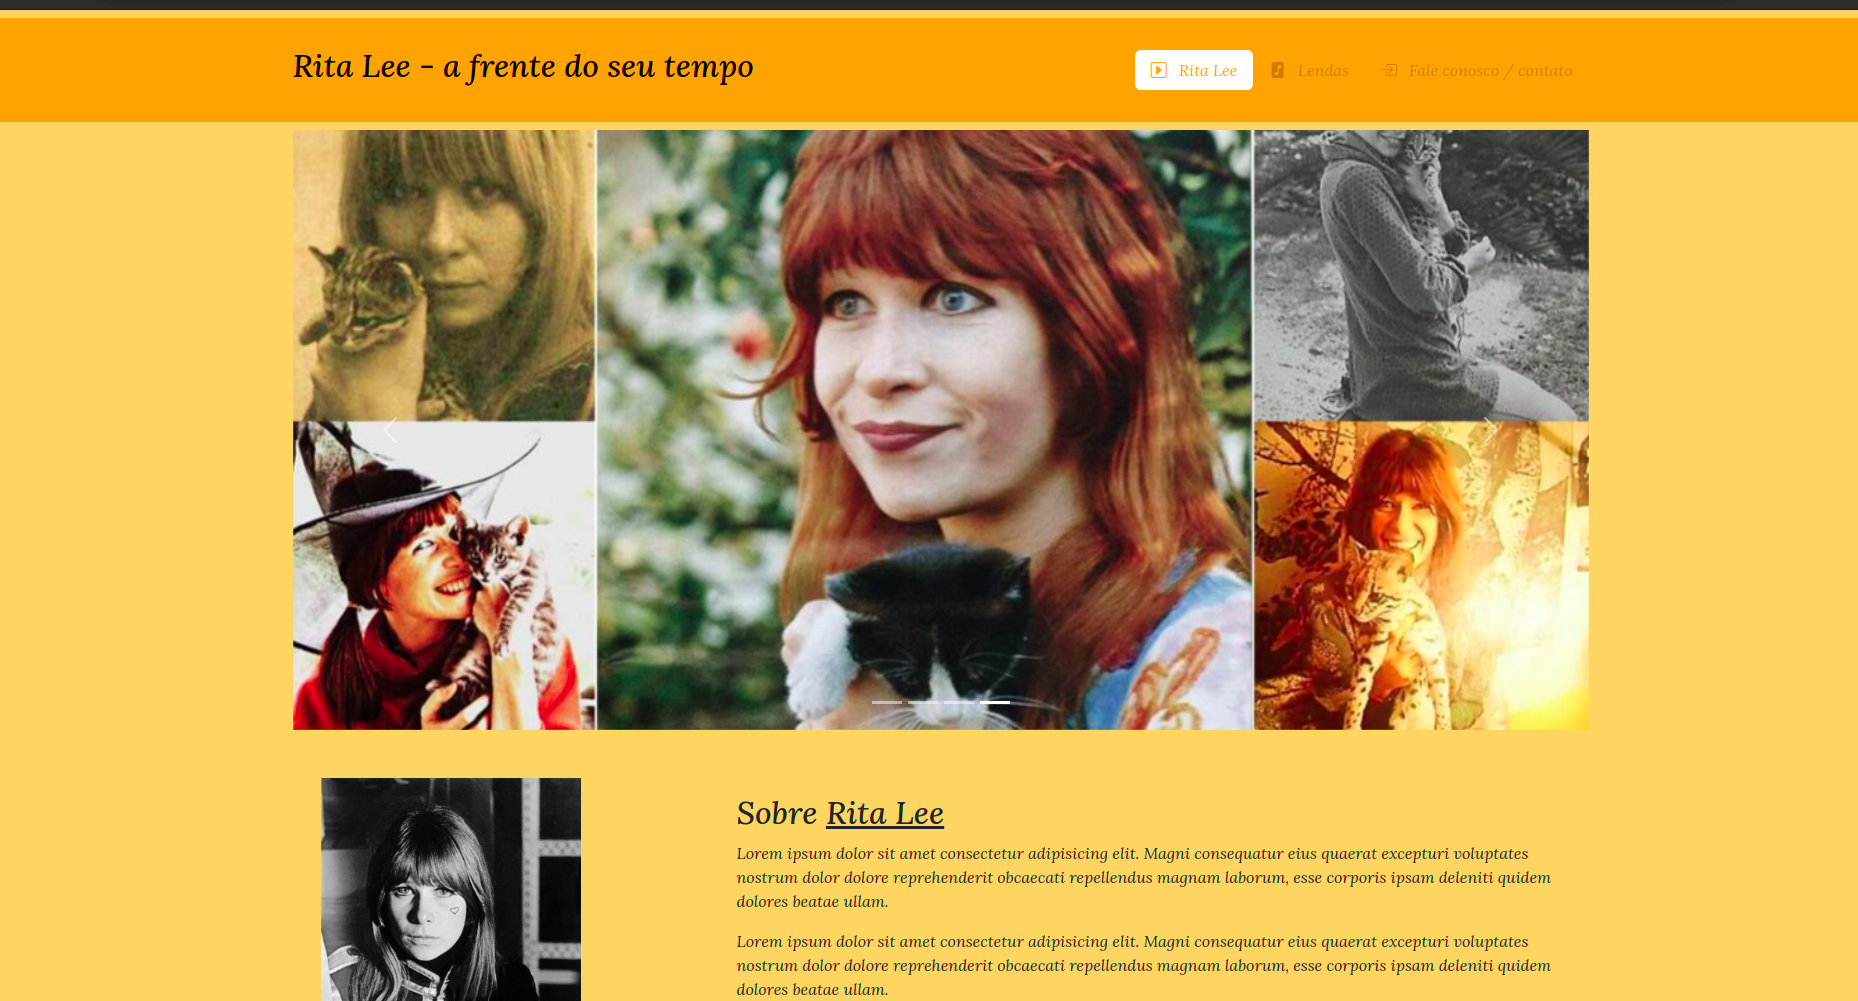 Rita Lee - a frente do seu tempo
Rita Lee
Lendas
Fale conosco / contato
Sobre Rita Lee
Lorem ipsum dolor sit amet consectetur adipisicing elit. Magni consequatur eius quaerat excepturi voluptates
nostrum dolor dolore reprehenderit obcaecati repellendus magnam laborum, esse corporis ipsam deleniti quidem
dolores beatae ullam.
Lorem ipsum dolor sit amet consectetur adipisicing elit. Magni consequatur eius quaerat excepturi voluptates
nostrum dolor dolore reprehenderit obcaecati repellendus magnam laborum, esse corporis ipsam deleniti quidem
dolores beatae ullam.